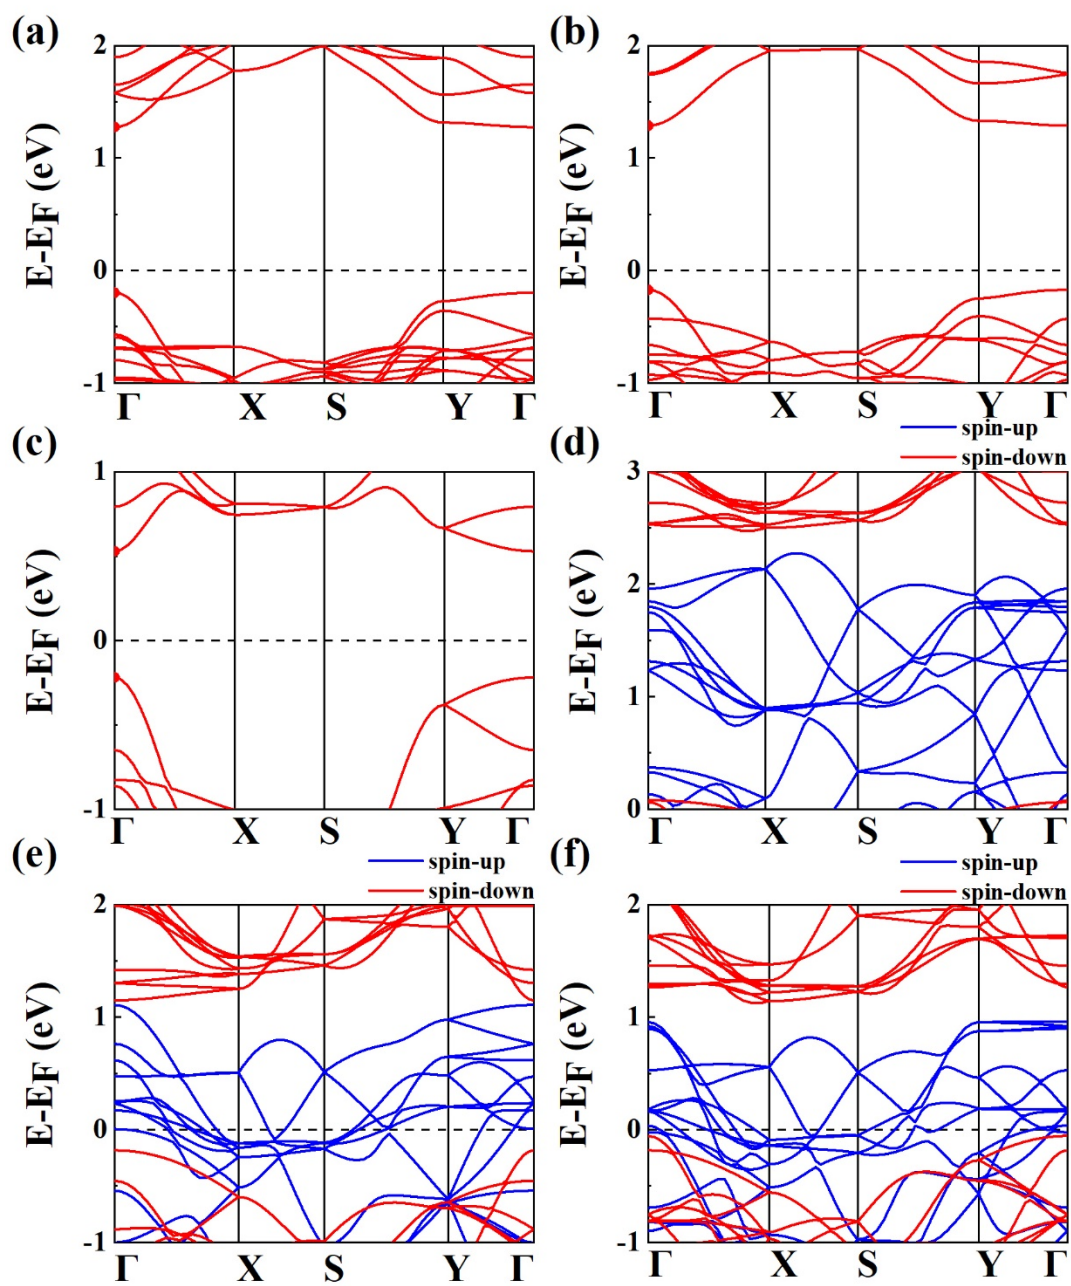 (a)
2
1
0
-1
E-EF (eV)
Γ X S Y Γ
(b)
2
1
0
-1
E-EF (eV)
Γ X S Y Γ
(c)
1
0
-1
E-EF (eV)
Γ X S Y Γ
(d)
spin-up
spin-down
3
2
1
0
E-EF (eV)
Γ X S Y Γ
(e)
spin-up
spin-down
2
1
0
-1
E-EF (eV)
Γ X S Y Γ
(f)
spin-up
spin-down
2
1
0
-1
E-EF (eV)
Γ X S Y Γ